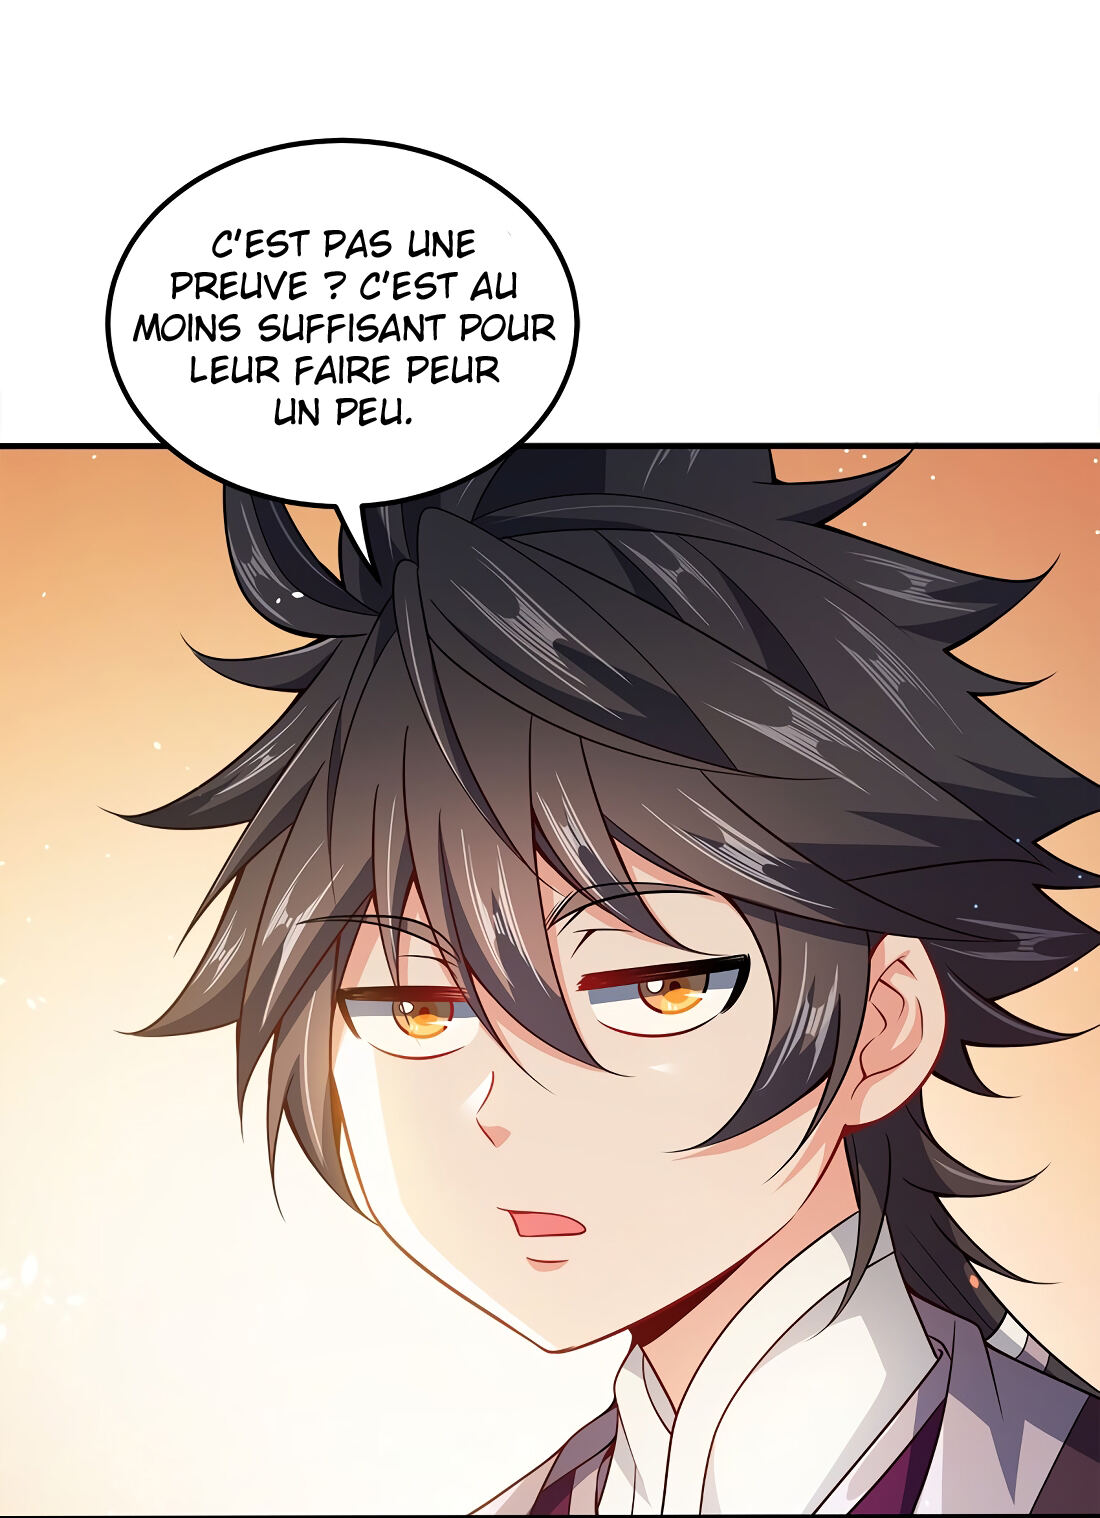 C'EST PAS UNE
PREUVE ? C'EST AU
MOINS SUFFISANT POUR
LEUR FAIRE PEUR
UN PEU.